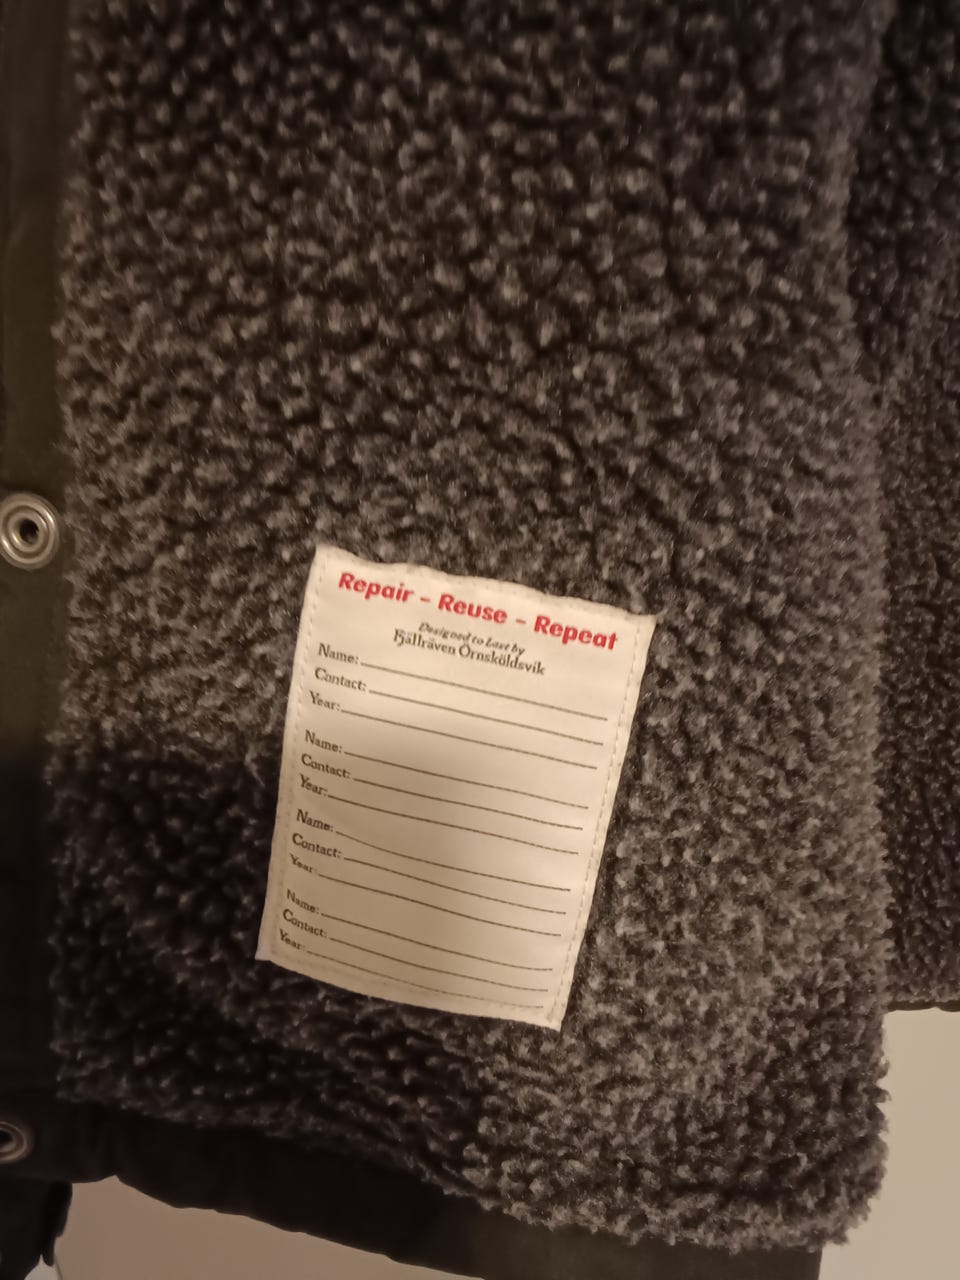 Repair - Reuse - Repeat
Designed to Last by
Fjällräven Örnsköldsvik
Name:
Contact:
Year:
Name:
Contact:
Year:
Name:
Contact:
Year:
Name:
Contact:
Year: